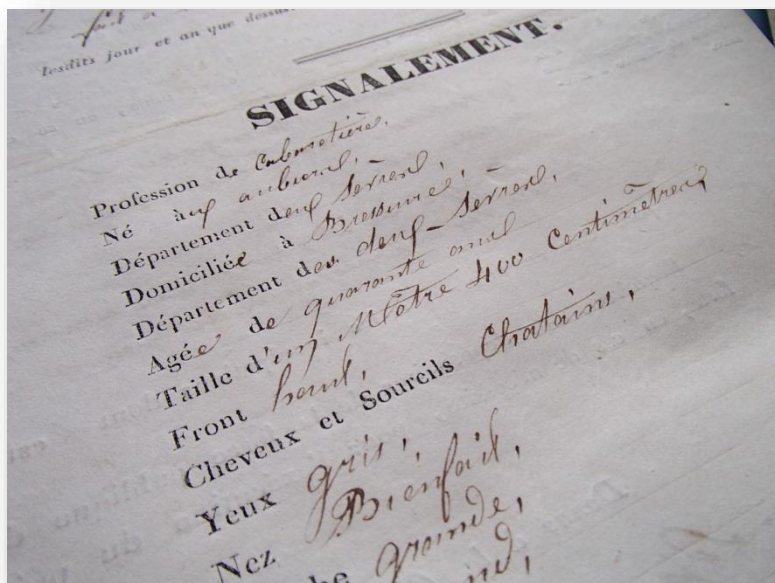 lesdits jour et an que dessus
SIGNALEMENT.
Profession de Cabaretière,
Né aux aubiers,
Département deux Sevres,
Domiciliée à Bressuire,
Département des deux-Sevres,
Agée de quarante ans
Taille d'un Mètre 400 Centimètres,
Front haut,
Cheveux et Sourcils Chatains,
Yeux gris,
Nez Bienfait,
grande,